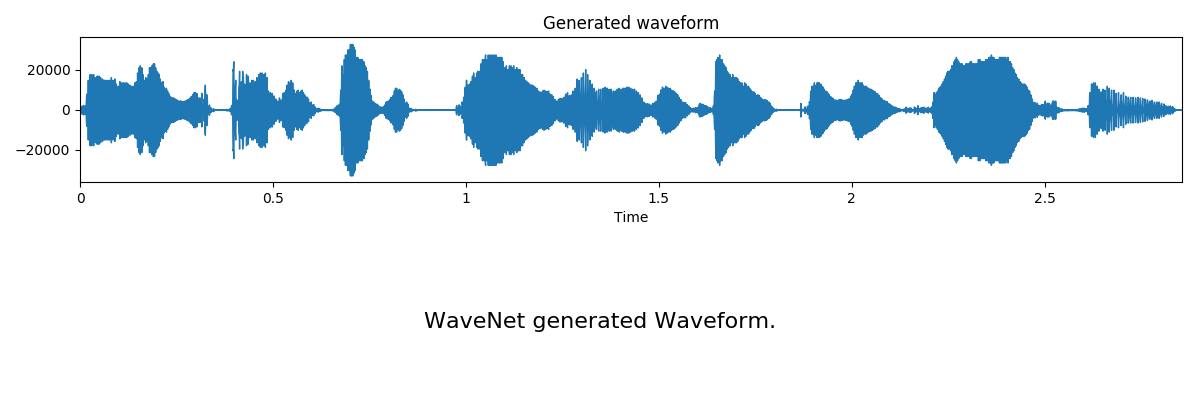 Generated waveform
20000
0
−20000
0 0.5 1 1.5 2 2.5
Time
WaveNet generated Waveform.